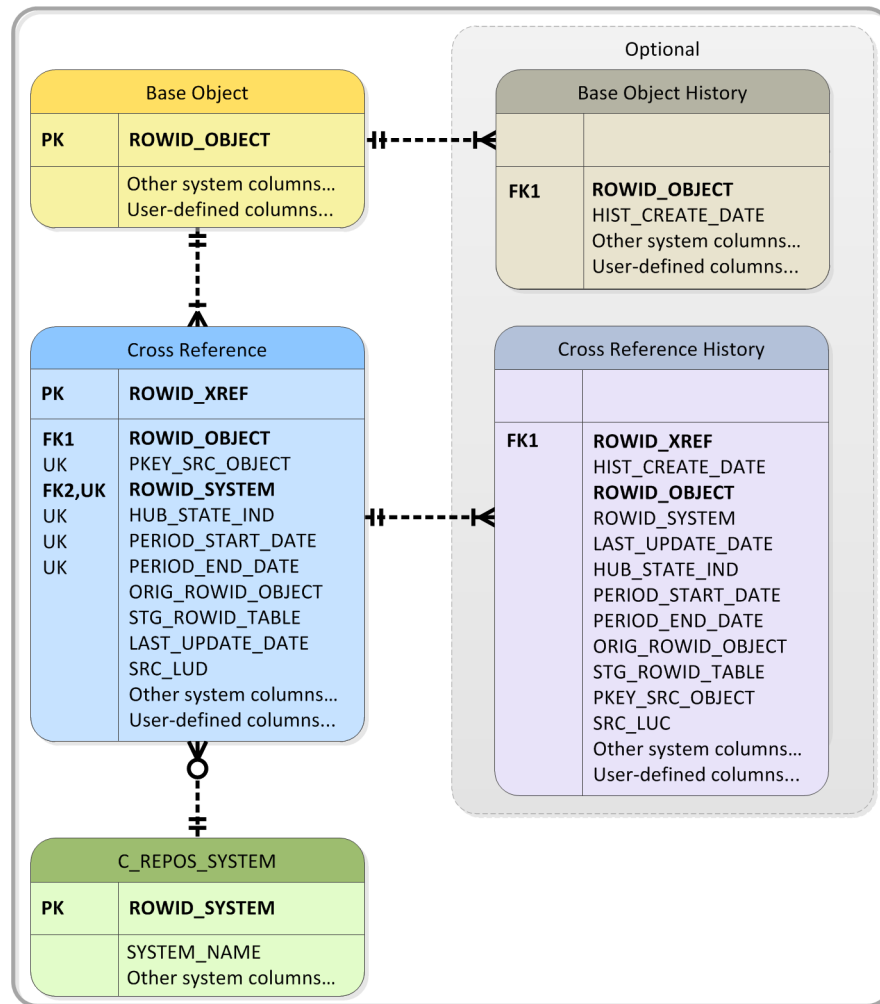 Optional
Base Object
PK ROWID_OBJECT
Other system columns...
User-defined columns...
Base Object History
FK1 ROWID_OBJECT
HIST_CREATE_DATE
Other system columns...
User-defined columns...
Cross Reference
PK ROWID_XREF
FK1 ROWID_OBJECT
UK PKEY_SRC_OBJECT
FK2,UK ROWID_SYSTEM
UK HUB_STATE_IND
UK PERIOD_START_DATE
UK PERIOD_END_DATE
ORIG_ROWID_OBJECT
STG_ROWID_TABLE
LAST_UPDATE_DATE
SRC_LUD
Other system columns...
User-defined columns...
Cross Reference History
FK1 ROWID_XREF
HIST_CREATE_DATE
ROWID_OBJECT
ROWID_SYSTEM
LAST_UPDATE_DATE
HUB_STATE_IND
PERIOD_START_DATE
PERIOD_END_DATE
ORIG_ROWID_OBJECT
STG_ROWID_TABLE
PKEY_SRC_OBJECT
SRC_LUC
Other system columns...
User-defined columns...
C_REPOS_SYSTEM
PK ROWID_SYSTEM
SYSTEM_NAME
Other system columns...